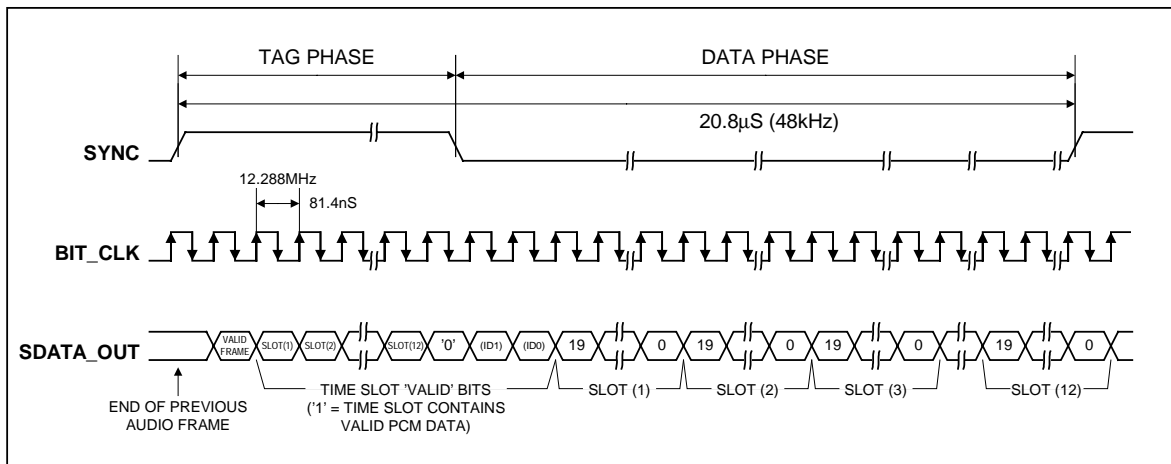 TAG PHASE
DATA PHASE
20.8µS (48kHz)
SYNC
12.288MHz
81.4nS
BIT_CLK
SDATA_OUT
VALID
FRAME
SLOT(1)
SLOT(2)
SLOT(12)
'0'
(ID1)
(ID0)
19
0
19
0
19
0
19
0
END OF PREVIOUS
AUDIO FRAME
TIME SLOT 'VALID' BITS
('1' = TIME SLOT CONTAINS
VALID PCM DATA)
SLOT (1)
SLOT (2)
SLOT (3)
SLOT (12)